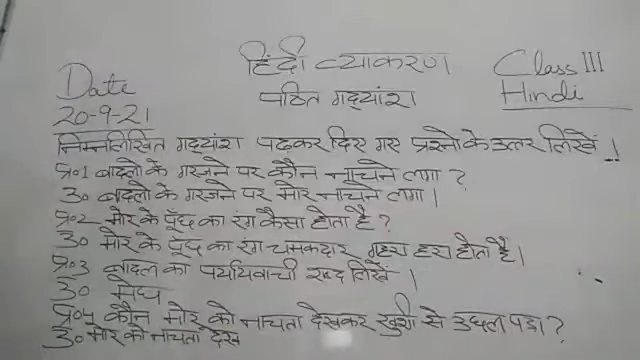 हिंदी व्याकरण
Class III
Date
पठित गद्यांश
Hindi
20-9-21
निम्नलिखित गद्यांश पढ़कर दिए गए प्रश्नो के उत्तर लिखें।
प्र०1 बादलो के गरजने पर कौन नाचने लगा?
उ० बादलो के गरजने पर मोर नाचने लगा।
प्र०2 मोर के पूँछ का रंग कैसा होता है?
उ० मोर के पूँछ का रंग चमकदार गहरा हरा होता है।
प्र०3 बादल का पर्यायवाची शब्द लिखें।
उ० मेघ
प्र०4 कौन मोर को नाचता देखकर खुशी से उछल पड़ा?
उ० मोर को नाचता देख